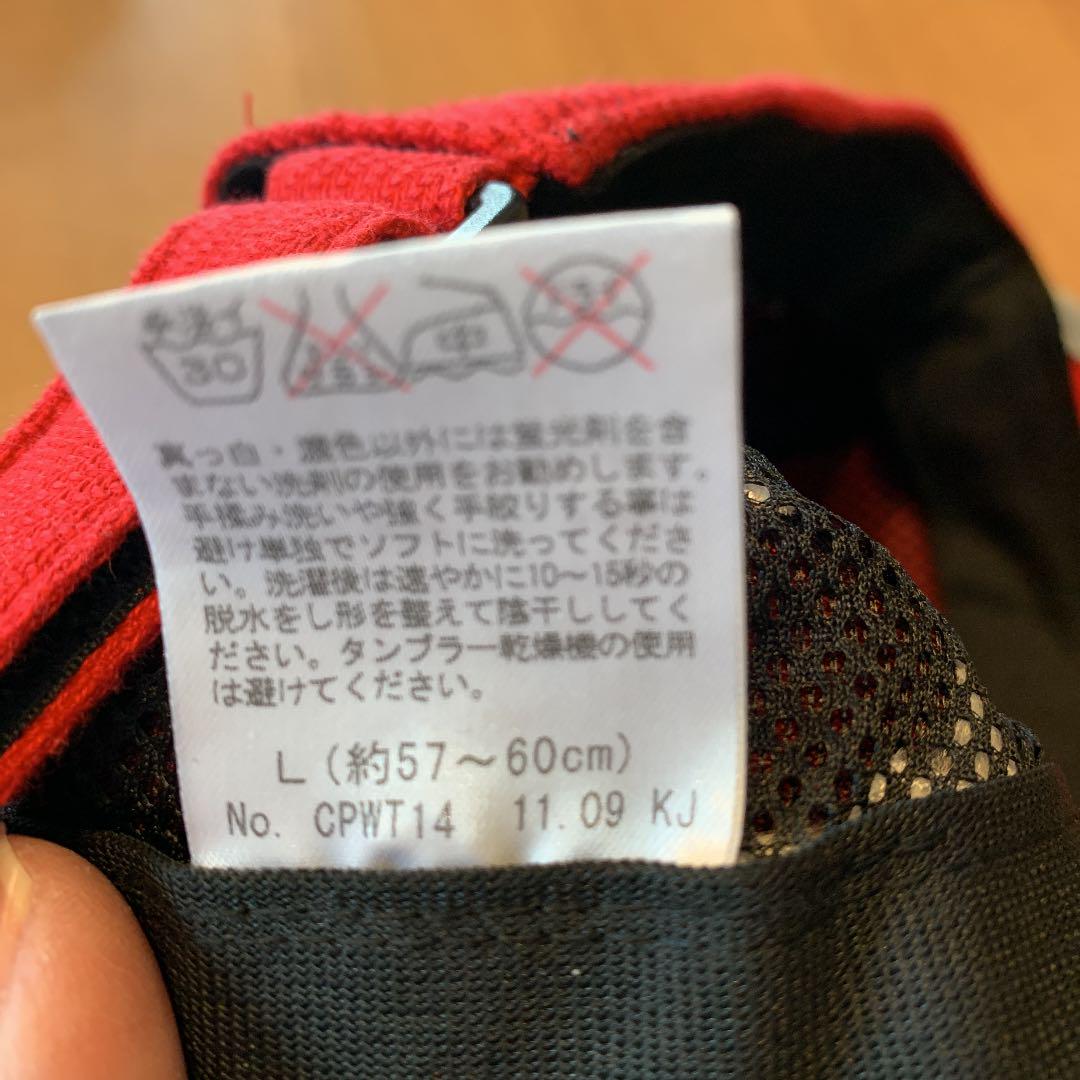 手洗イ
30
中
真っ白・濃色以外には蛍光剤を含
まない洗剤の使用をお勧めします。
手揉み洗いや強く手絞りする事は
避け単独でソフトに洗ってくださ
い。洗濯後は速やかに10～15秒の
脱水をし形を整えて陰干ししてく
ださい。タンブラー乾燥機の使用
は避けてください。
L (約57～60cm)
No. CPWT14 11.09 KJ